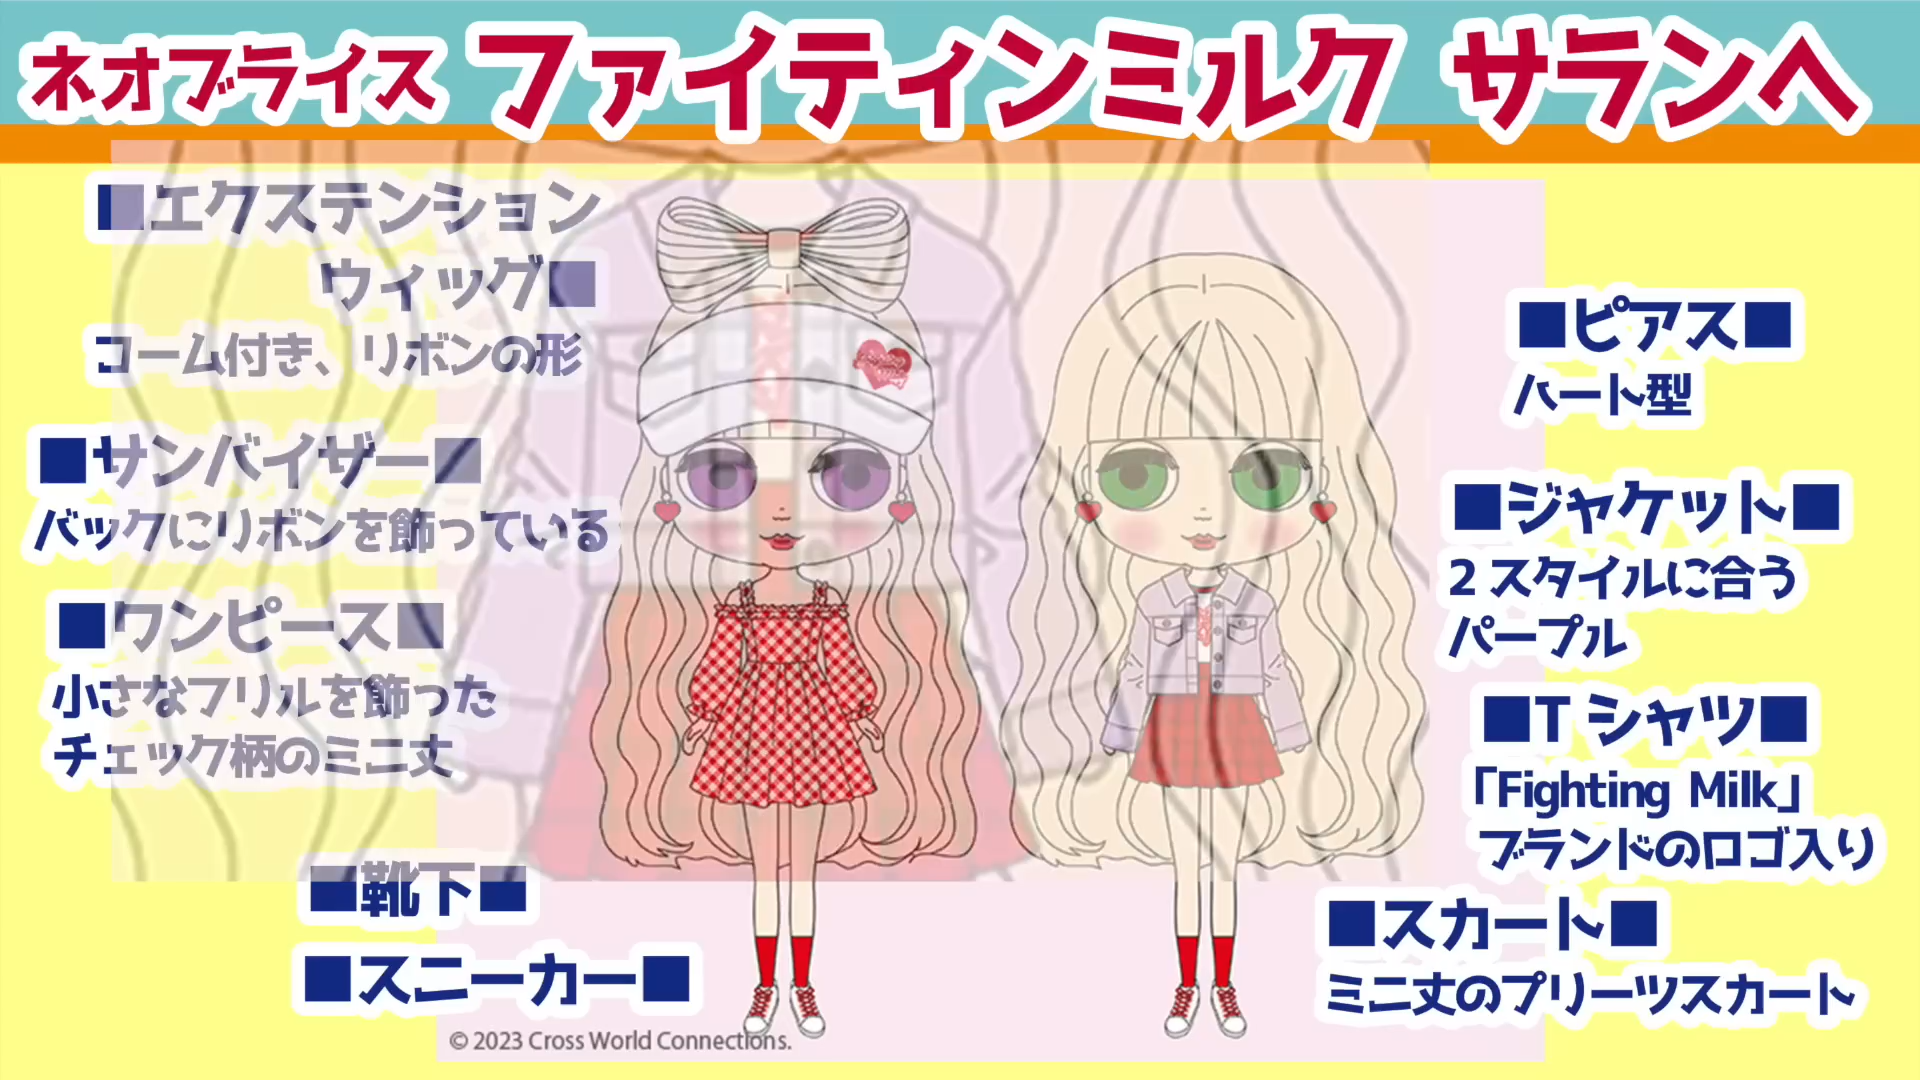 ネオブライス ファイティンミルク サランへ
■エクステンション
ウィッグ■
コーム付き、リボンの形
■サンバイザー■
バックにリボンを飾っている
■ワンピース■
小さなフリルを飾った
チェック柄のミニ丈
■靴下■
■スニーカー■
■ピアス■
ハート型
■ジャケット■
2スタイルに合う
パープル
■Tシャツ■
「Fighting Milk」
ブランドのロゴ入り
■スカート■
ミニ丈のプリーツスカート
© 2023 Cross World Connections.